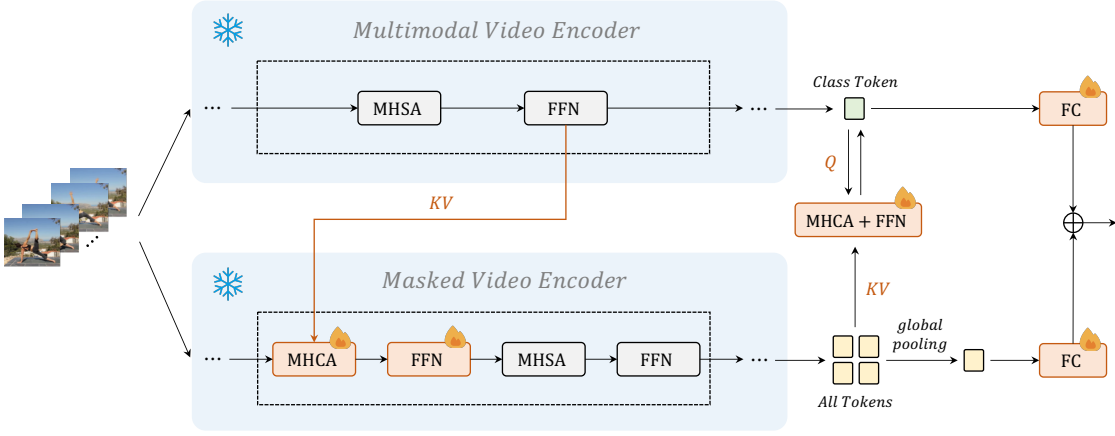 Multimodal Video Encoder
... MHSA FFN ...
Class Token
FC
KV
Q
MHCA + FFN
...
Masked Video Encoder
KV
... MHCA FFN MHSA FFN ...
global
pooling
FC
All Tokens